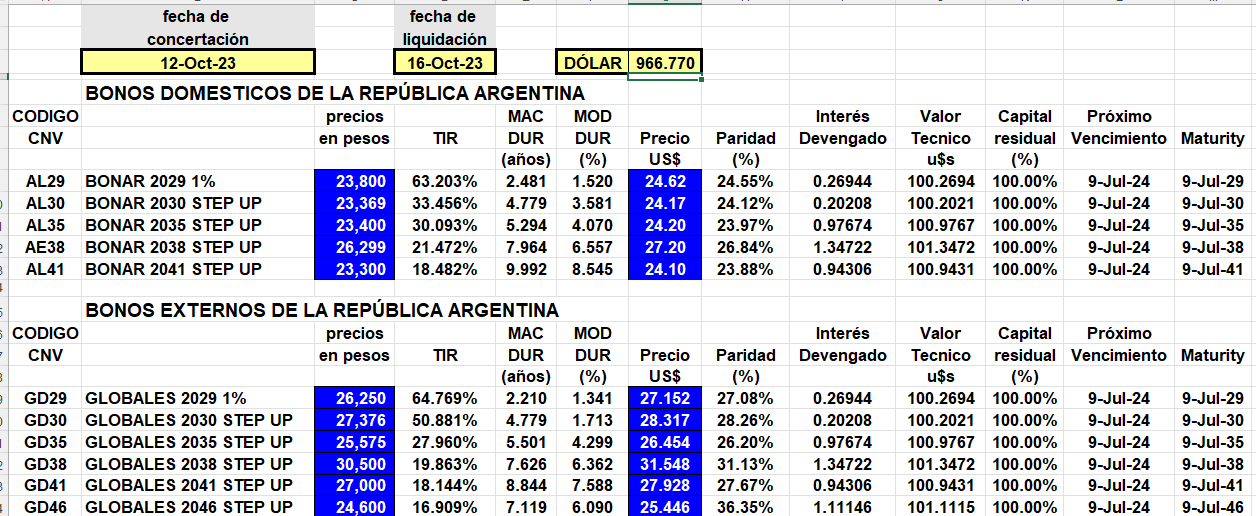 fecha de fecha de
concertación liquidación
12-Oct-23 16-Oct-23 DÓLAR 966.770
BONOS DOMESTICOS DE LA REPÚBLICA ARGENTINA
CODIGO precios MAC MOD Interés Valor Capital Próximo
CNV en pesos TIR DUR DUR Precio Paridad Devengado Tecnico residual Vencimiento Maturity
(años) (%) US$ (%) u$s (%)
AL29 BONAR 2029 1% 23,800 63.203% 2.481 1.520 24.62 24.55% 0.26944 100.2694 100.00% 9-Jul-24 9-Jul-29
AL30 BONAR 2030 STEP UP 23,369 33.456% 4.779 3.581 24.17 24.12% 0.20208 100.2021 100.00% 9-Jul-24 9-Jul-30
AL35 BONAR 2035 STEP UP 23,400 30.093% 5.294 4.070 24.20 23.97% 0.97674 100.9767 100.00% 9-Jul-24 9-Jul-35
AE38 BONAR 2038 STEP UP 26,299 21.472% 7.964 6.557 27.20 26.84% 1.34722 101.3472 100.00% 9-Jul-24 9-Jul-38
AL41 BONAR 2041 STEP UP 23,300 18.482% 9.992 8.545 24.10 23.88% 0.94306 100.9431 100.00% 9-Jul-24 9-Jul-41
BONOS EXTERNOS DE LA REPÚBLICA ARGENTINA
CODIGO precios MAC MOD Interés Valor Capital Próximo
CNV en pesos TIR DUR DUR Precio Paridad Devengado Tecnico residual Vencimiento Maturity
(años) (%) US$ (%) u$s (%)
GD29 GLOBALES 2029 1% 26,250 64.769% 2.210 1.341 27.152 27.08% 0.26944 100.2694 100.00% 9-Jul-24 9-Jul-29
GD30 GLOBALES 2030 STEP UP 27,376 50.881% 4.779 1.713 28.317 28.26% 0.20208 100.2021 100.00% 9-Jul-24 9-Jul-30
GD35 GLOBALES 2035 STEP UP 25,575 27.960% 5.501 4.299 26.454 26.20% 0.97674 100.9767 100.00% 9-Jul-24 9-Jul-35
GD38 GLOBALES 2038 STEP UP 30,500 19.863% 7.626 6.362 31.548 31.13% 1.34722 101.3472 100.00% 9-Jul-24 9-Jul-38
GD41 GLOBALES 2041 STEP UP 27,000 18.144% 8.844 7.588 27.928 27.67% 0.94306 100.9431 100.00% 9-Jul-24 9-Jul-41
GD46 GLOBALES 2046 STEP UP 24,600 16.909% 7.119 6.090 25.446 36.35% 1.11146 101.1115 100.00% 9-Jul-24 9-Jul-46